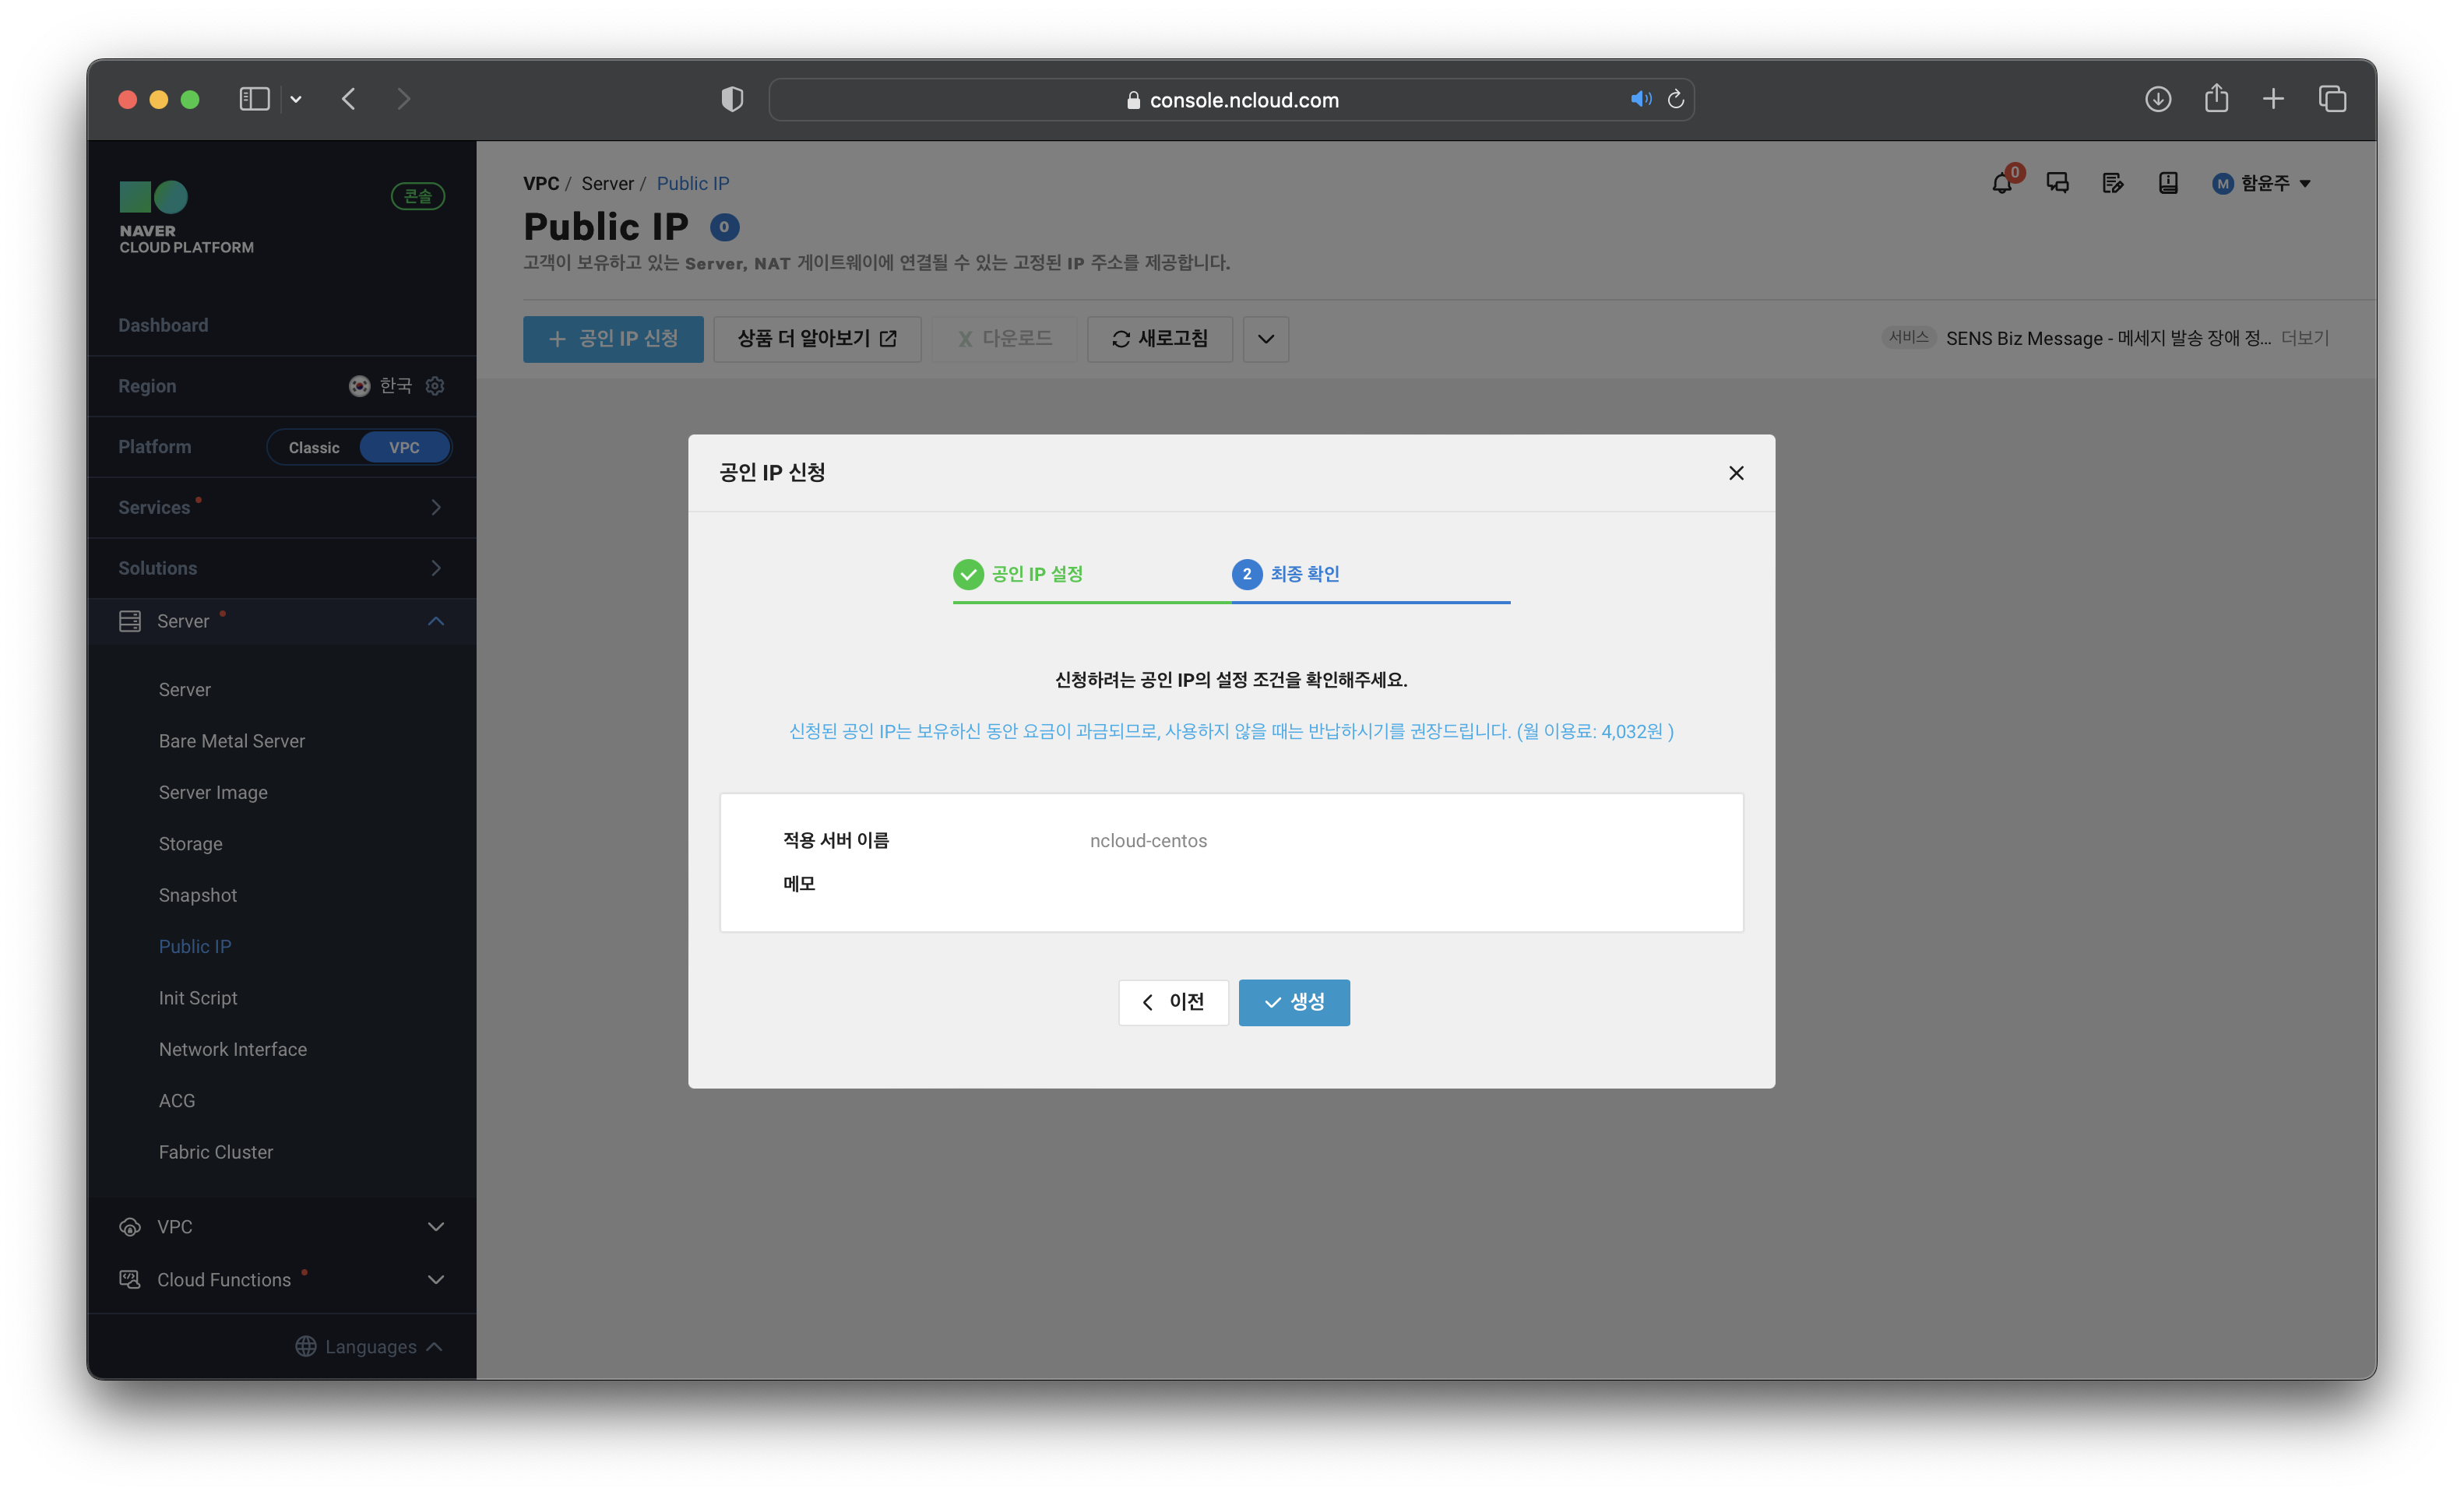 console.ncloud.com
NAVER
CLOUD PLATFORM
콘솔
Dashboard
Region 한국
Platform Classic VPC
Services
Solutions
Server
Server
Bare Metal Server
Server Image
Storage
Snapshot
Public IP
Init Script
Network Interface
ACG
Fabric Cluster
VPC
Cloud Functions
Languages
VPC / Server / Public IP
0
M 함윤주
Public IP 0
고객이 보유하고 있는 Server, NAT 게이트웨이에 연결될 수 있는 고정된 IP 주소를 제공합니다.
+ 공인 IP 신청 상품 더 알아보기 X 다운로드 새로고침
서비스 SENS Biz Message - 메세지 발송 장애 정... 더보기
공인 IP 신청
공인 IP 설정 2 최종 확인
신청하려는 공인 IP의 설정 조건을 확인해주세요.
신청된 공인 IP는 보유하신 동안 요금이 과금되므로, 사용하지 않을 때는 반납하시기를 권장드립니다. (월 이용료: 4,032원 )
적용 서버 이름 ncloud-centos
메모
이전 생성